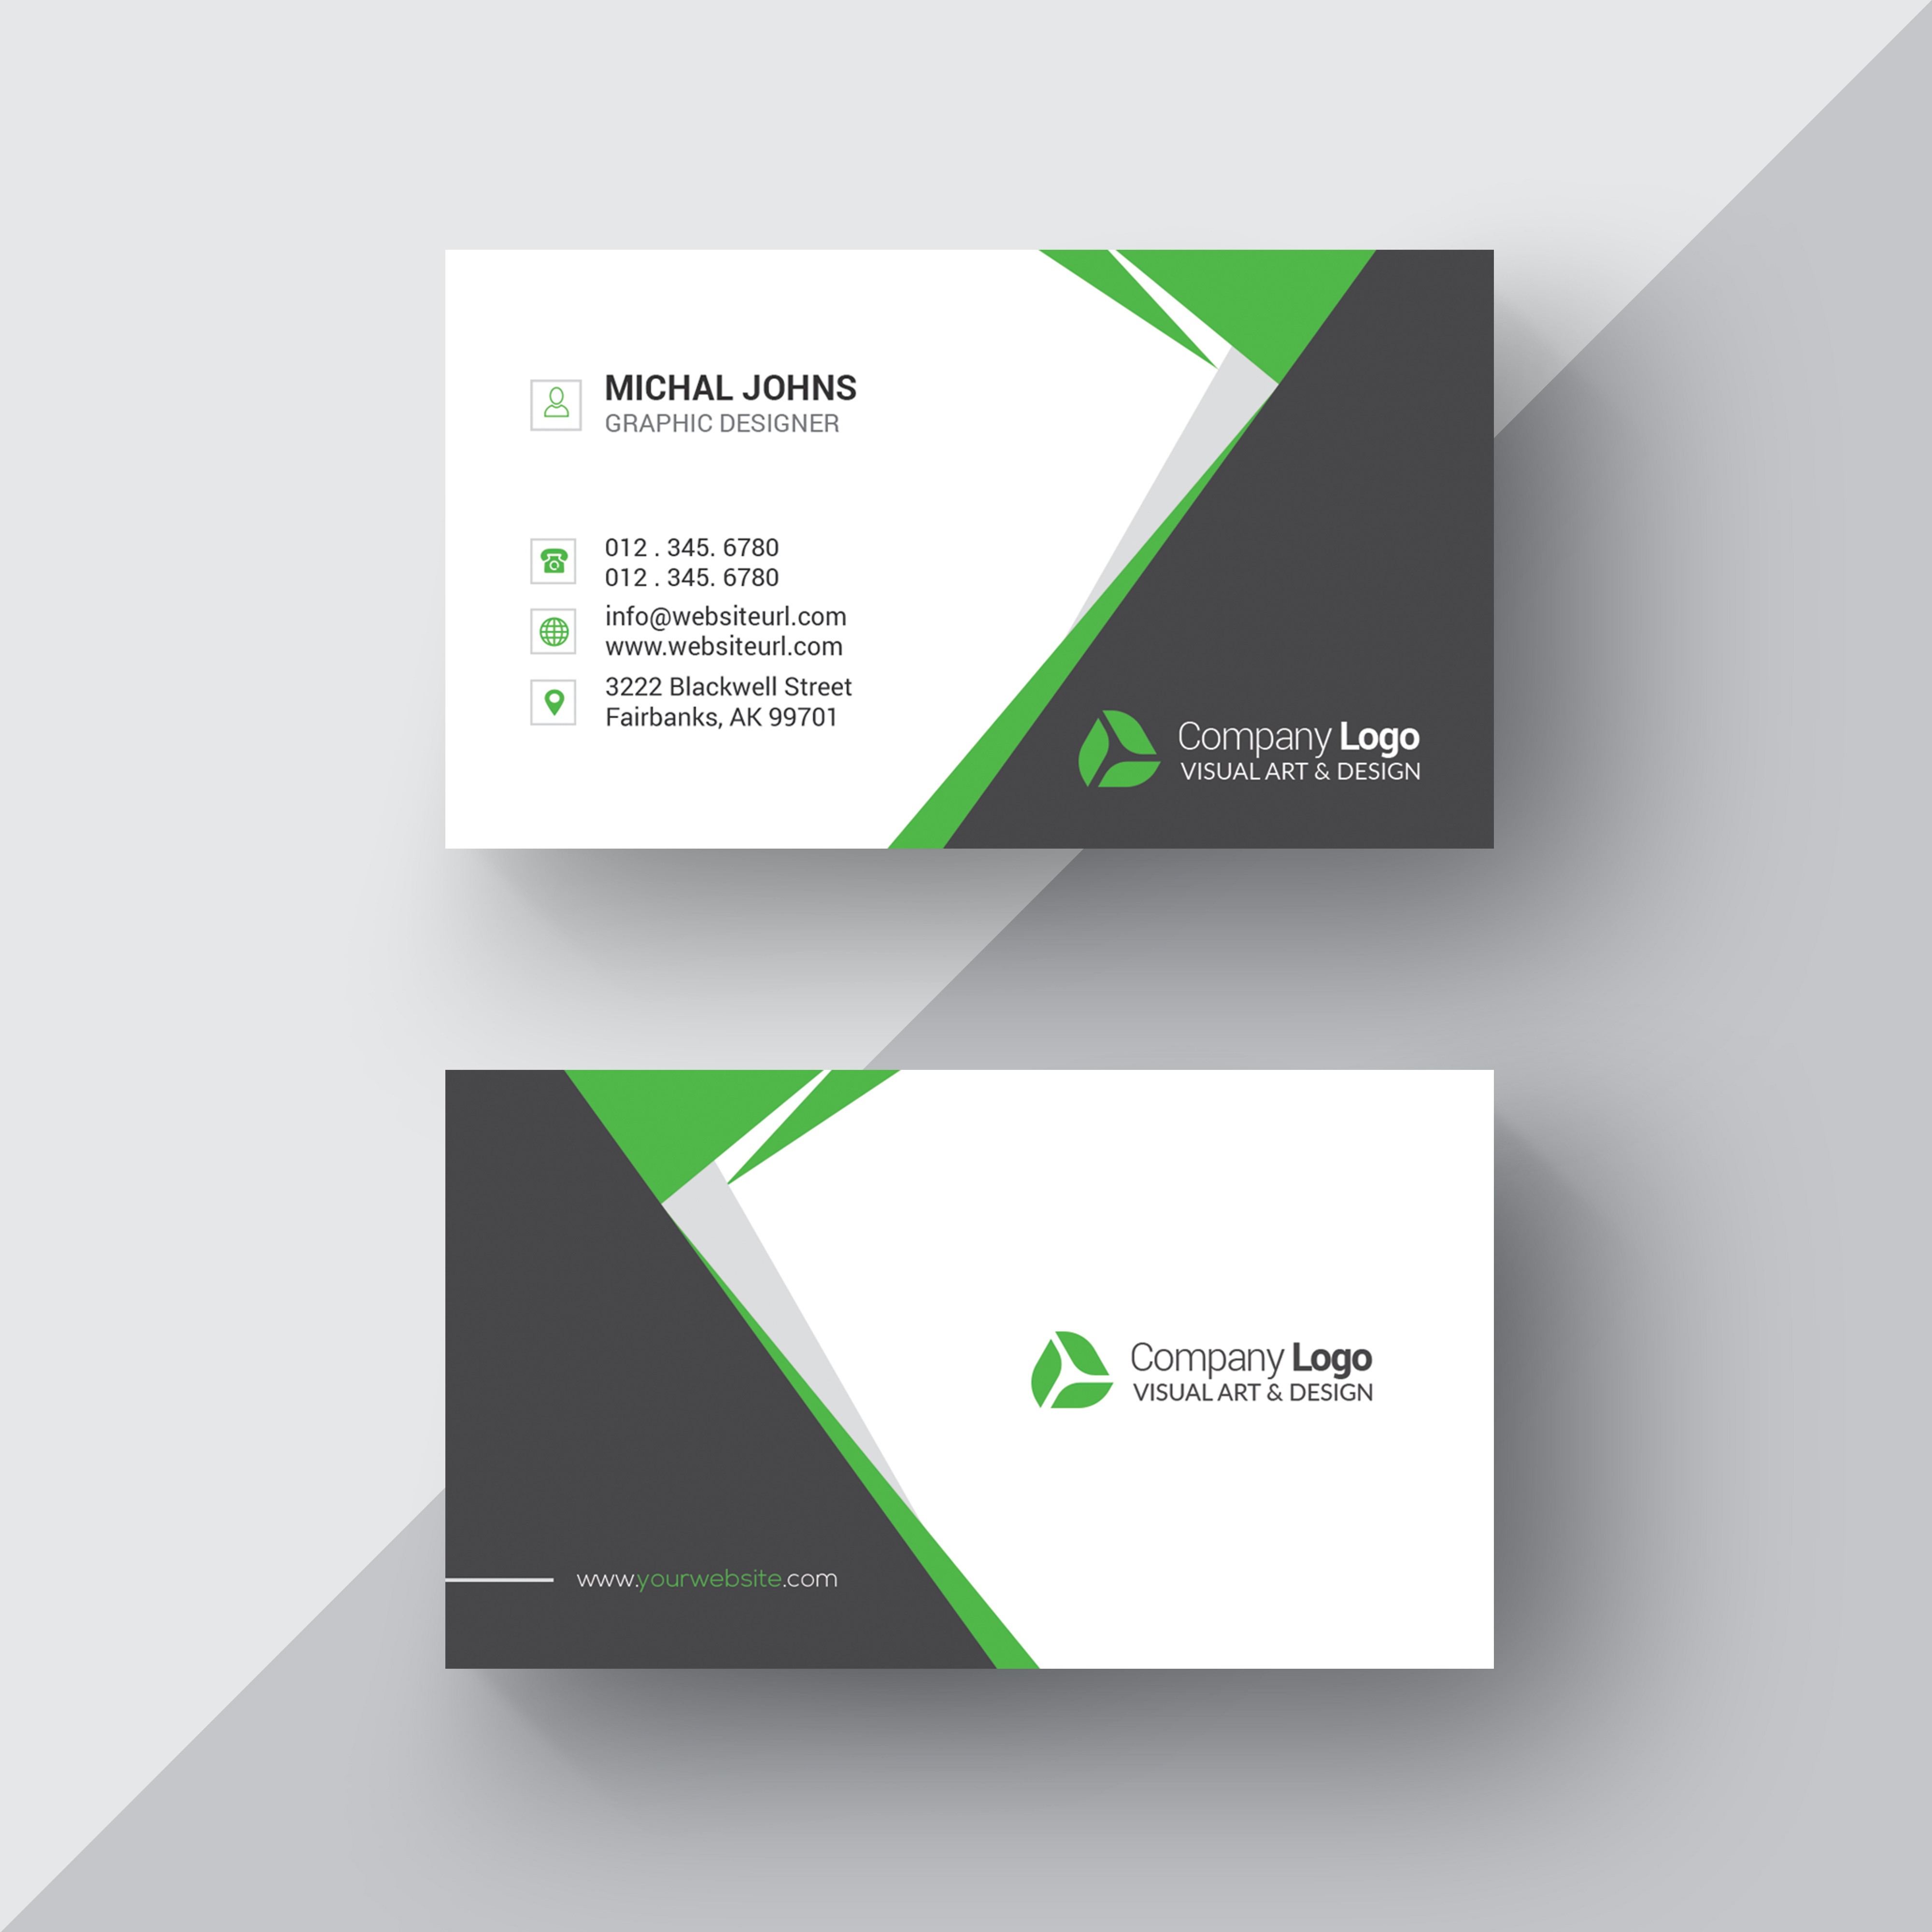 MICHAL JOHNS
GRAPHIC DESIGNER
012 . 345. 6780
012 . 345. 6780
info@websiteurl.com
www.websiteurl.com
3222 Blackwell Street
Fairbanks, AK 99701
Company Logo
VISUAL ART & DESIGN
Company Logo
VISUAL ART & DESIGN
www.yourwebsite.com